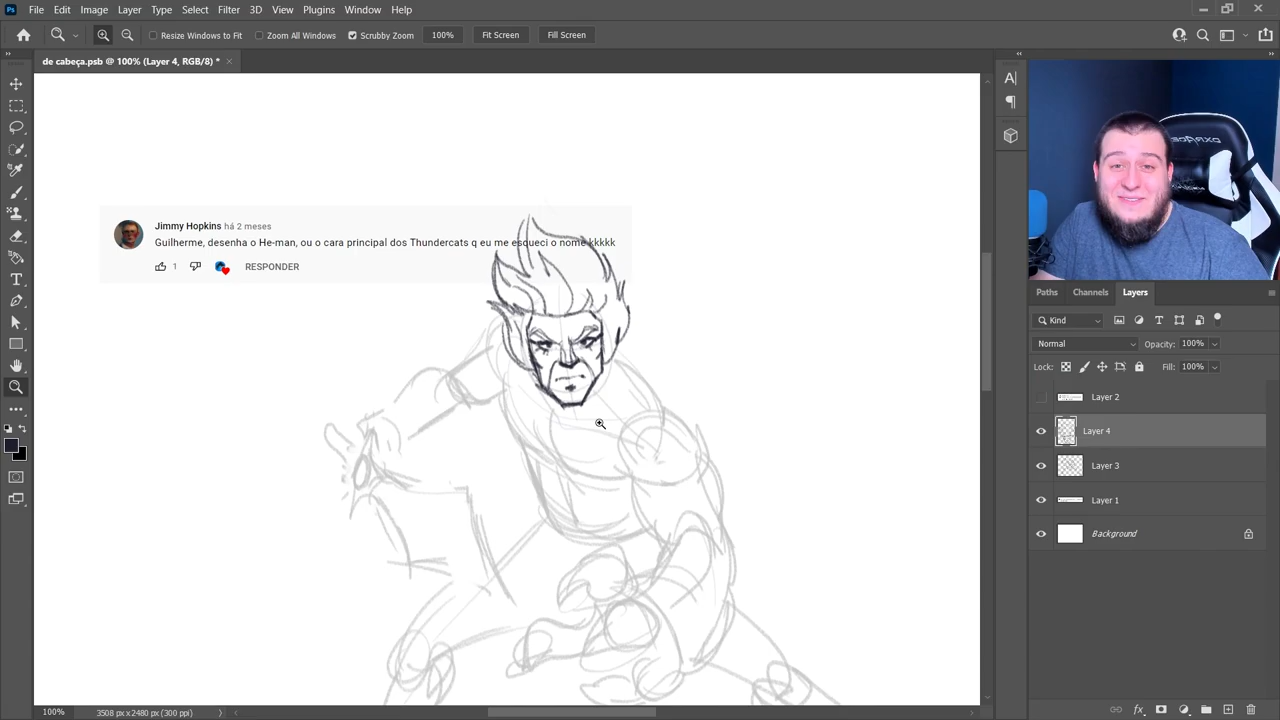 Ps File Edit Image Layer Type Select Filter 3D View Plugins Window Help
Resize Windows to Fit Zoom All Windows Scrubby Zoom 100% Fit Screen Fill Screen
de cabeça.psb @ 100% (Layer 4, RGB/8) *
Jimmy Hopkins há 2 meses
Guilherme, desenha o He-man, ou o cara principal dos Thundercats q eu me esqueci o nome kkkkk
1 RESPONDER
DXRACER
Paths Channels Layers
Kind
Normal Opacity: 100%
Lock: Fill: 100%
Layer 2
Layer 4
Layer 3
Layer 1
Background
100% 3508 px x 2480 px (300 ppi)